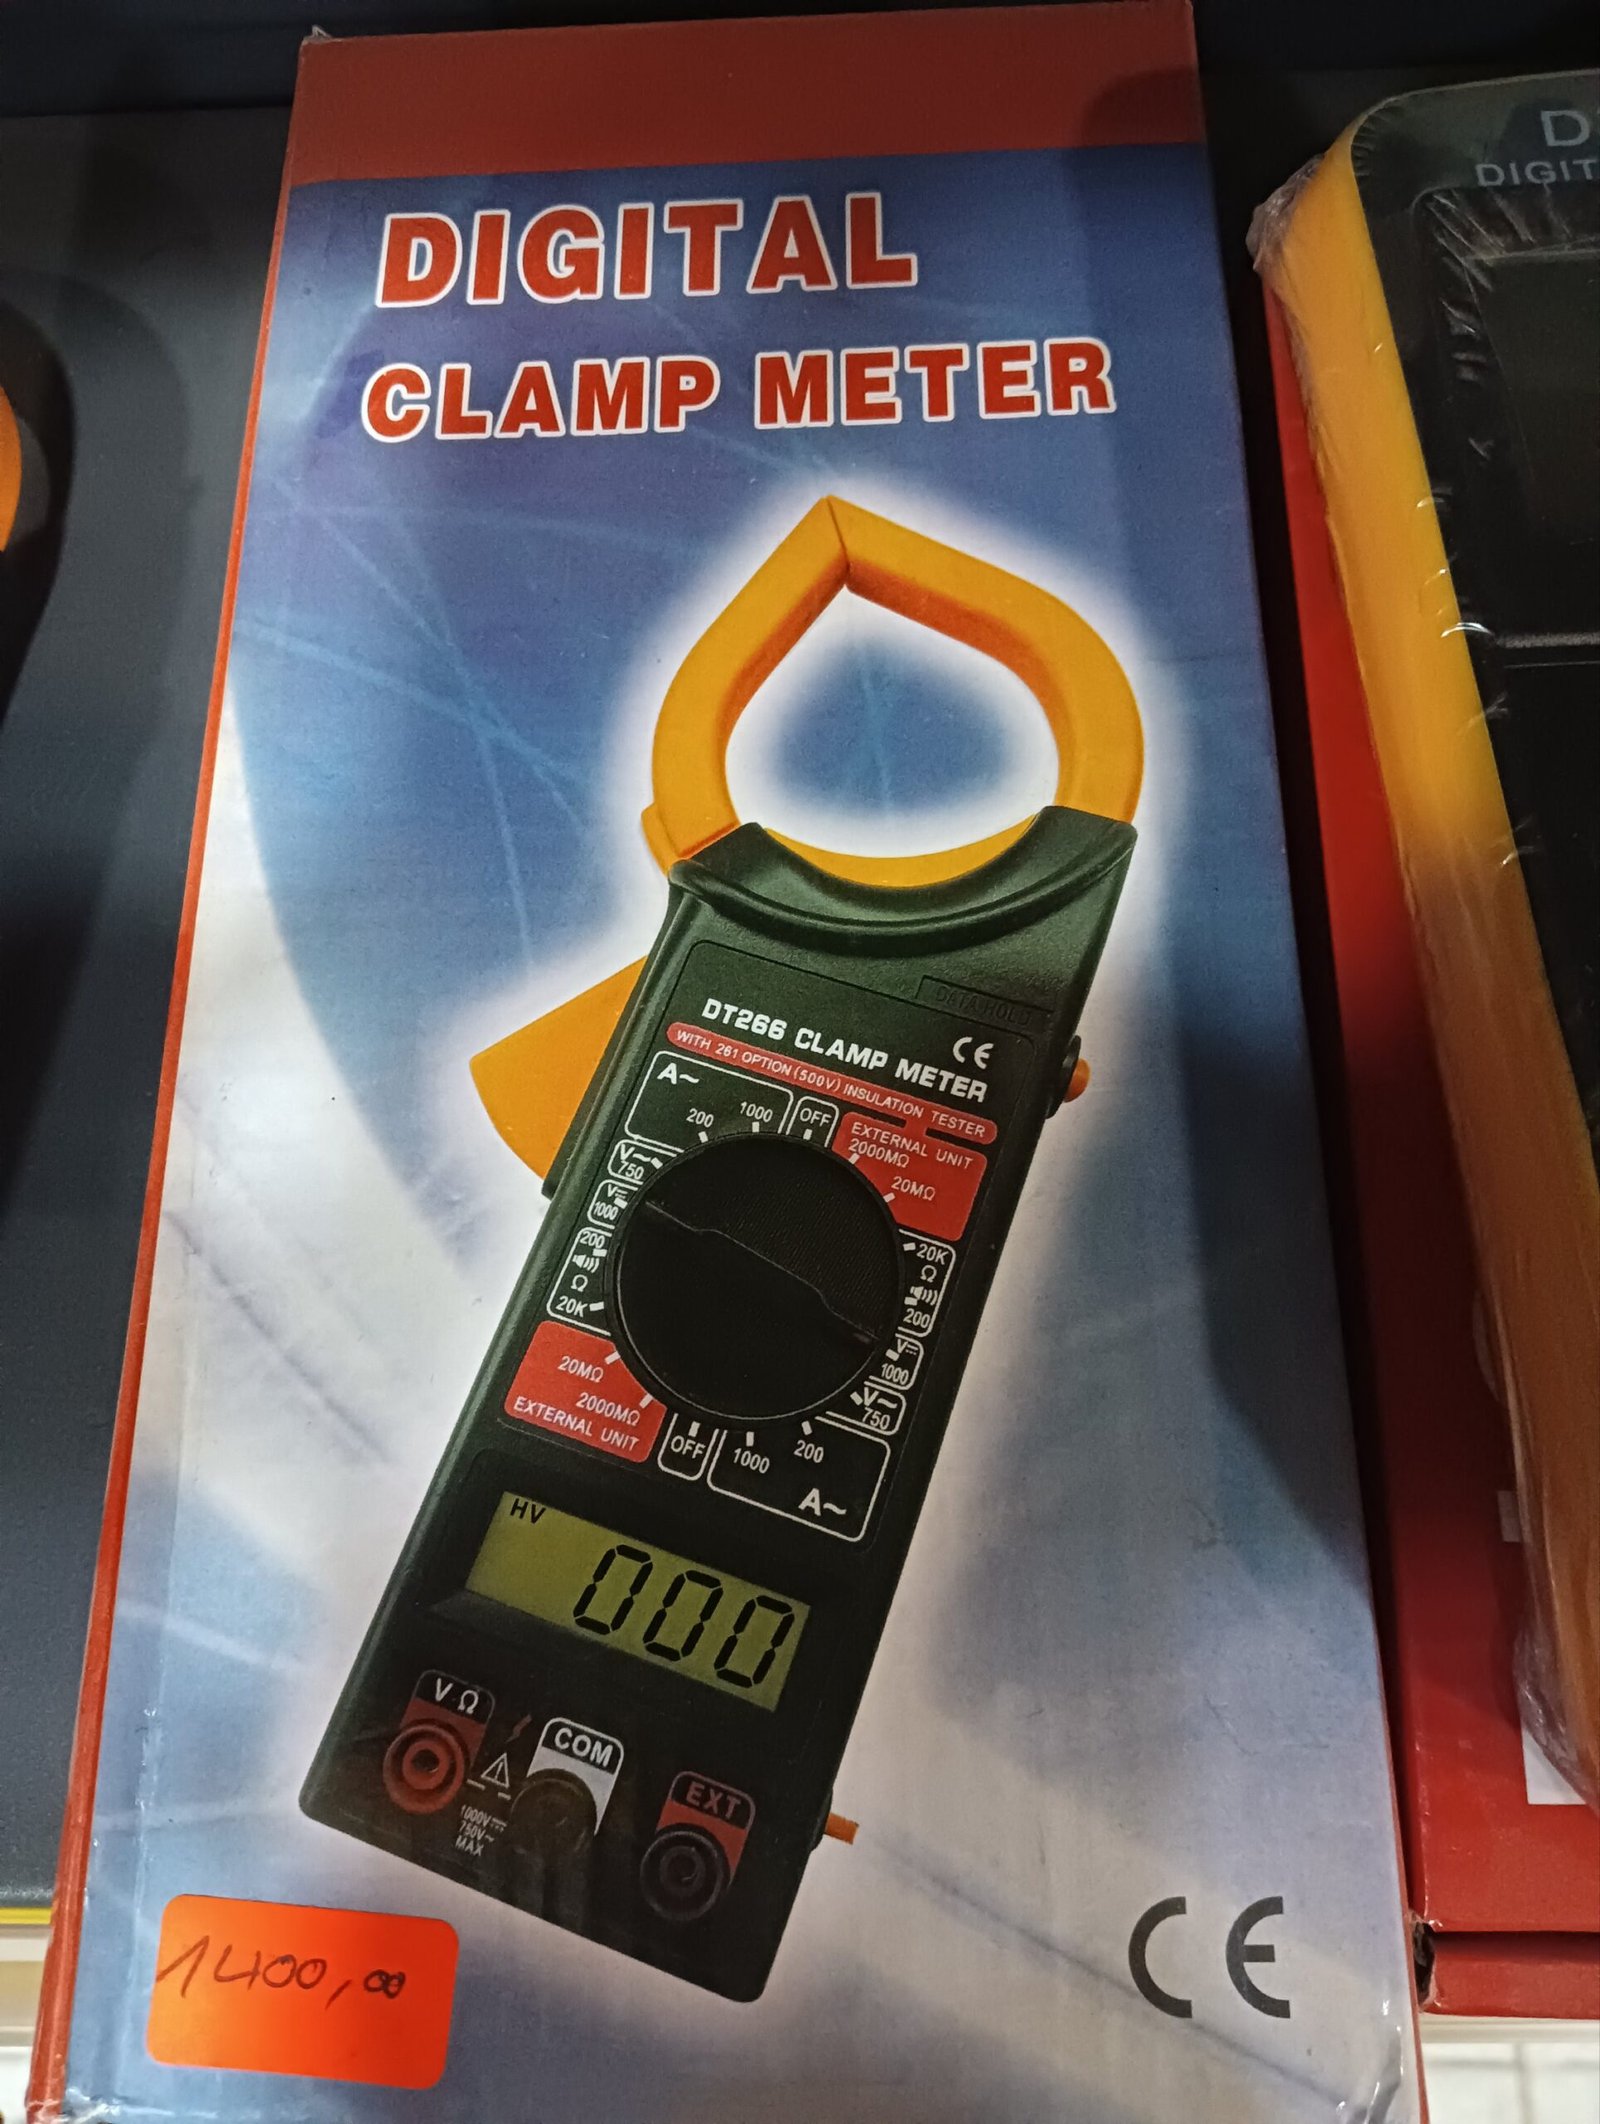 DIGITAL
CLAMP METER
DATA HOLD
DT266 CLAMP METER
CE
WITH 261 OPTION (500V) INSULATION TESTER
A~
200
1000
OFF
EXTERNAL UNIT
2000MΩ
20MΩ
V~
750
V⎓
1000
200
Ω
20K
20K
Ω
200
V⎓
1000
V~
750
20MΩ
2000MΩ
EXTERNAL UNIT
OFF
1000
200
A~
HV
000
VΩ
COM
EXT
1000V⎓
750V~
MAX
1400,00
CE
DIGIT